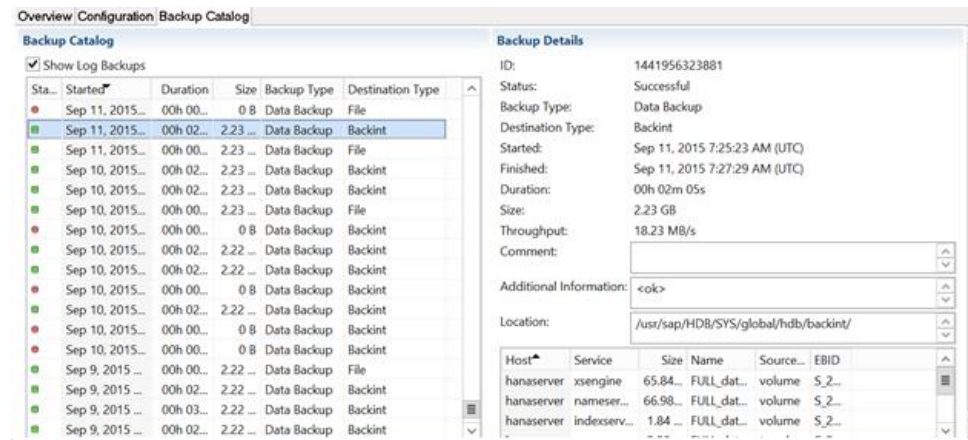 Overview Configuration Backup Catalog
Backup Catalog
Show Log Backups
Sta... Started Duration Size Backup Type Destination Type
Sep 11, 2015... 00h 00... 0 B Data Backup File
Sep 11, 2015... 00h 02... 2.23 ... Data Backup Backint
Sep 11, 2015... 00h 00... 2.23 ... Data Backup File
Sep 10, 2015... 00h 02... 2.23 ... Data Backup Backint
Sep 10, 2015... 00h 02... 2.23 ... Data Backup Backint
Sep 10, 2015... 00h 00... 2.23 ... Data Backup File
Sep 10, 2015... 00h 00... 0 B Data Backup Backint
Sep 10, 2015... 00h 02... 2.22 ... Data Backup Backint
Sep 10, 2015... 00h 02... 2.22 ... Data Backup Backint
Sep 10, 2015... 00h 00... 0 B Data Backup Backint
Sep 10, 2015... 00h 02... 2.22 ... Data Backup Backint
Sep 10, 2015... 00h 00... 0 B Data Backup Backint
Sep 10, 2015... 00h 00... 0 B Data Backup Backint
Sep 9, 2015 ... 00h 00... 2.22 ... Data Backup File
Sep 9, 2015 ... 00h 02... 2.22 ... Data Backup Backint
Sep 9, 2015 ... 00h 03... 2.22 ... Data Backup Backint
Sep 9, 2015 ... 00h 02... 2.22 ... Data Backup Backint
Backup Details
ID: 1441956323881
Status: Successful
Backup Type: Data Backup
Destination Type: Backint
Started: Sep 11, 2015 7:25:23 AM (UTC)
Finished: Sep 11, 2015 7:27:29 AM (UTC)
Duration: 00h 02m 05s
Size: 2.23 GB
Throughput: 18.23 MB/s
Comment:
Additional Information: <ok>
Location: /usr/sap/HDB/SYS/global/hdb/backint/
Host Service Size Name Source... EBID
hanaserver xsengine 65.84... FULL_dat... volume S_2...
hanaserver nameser... 66.98... FULL_dat... volume S_2...
hanaserver indexserv... 1.84 ... FULL_dat... volume S_2...